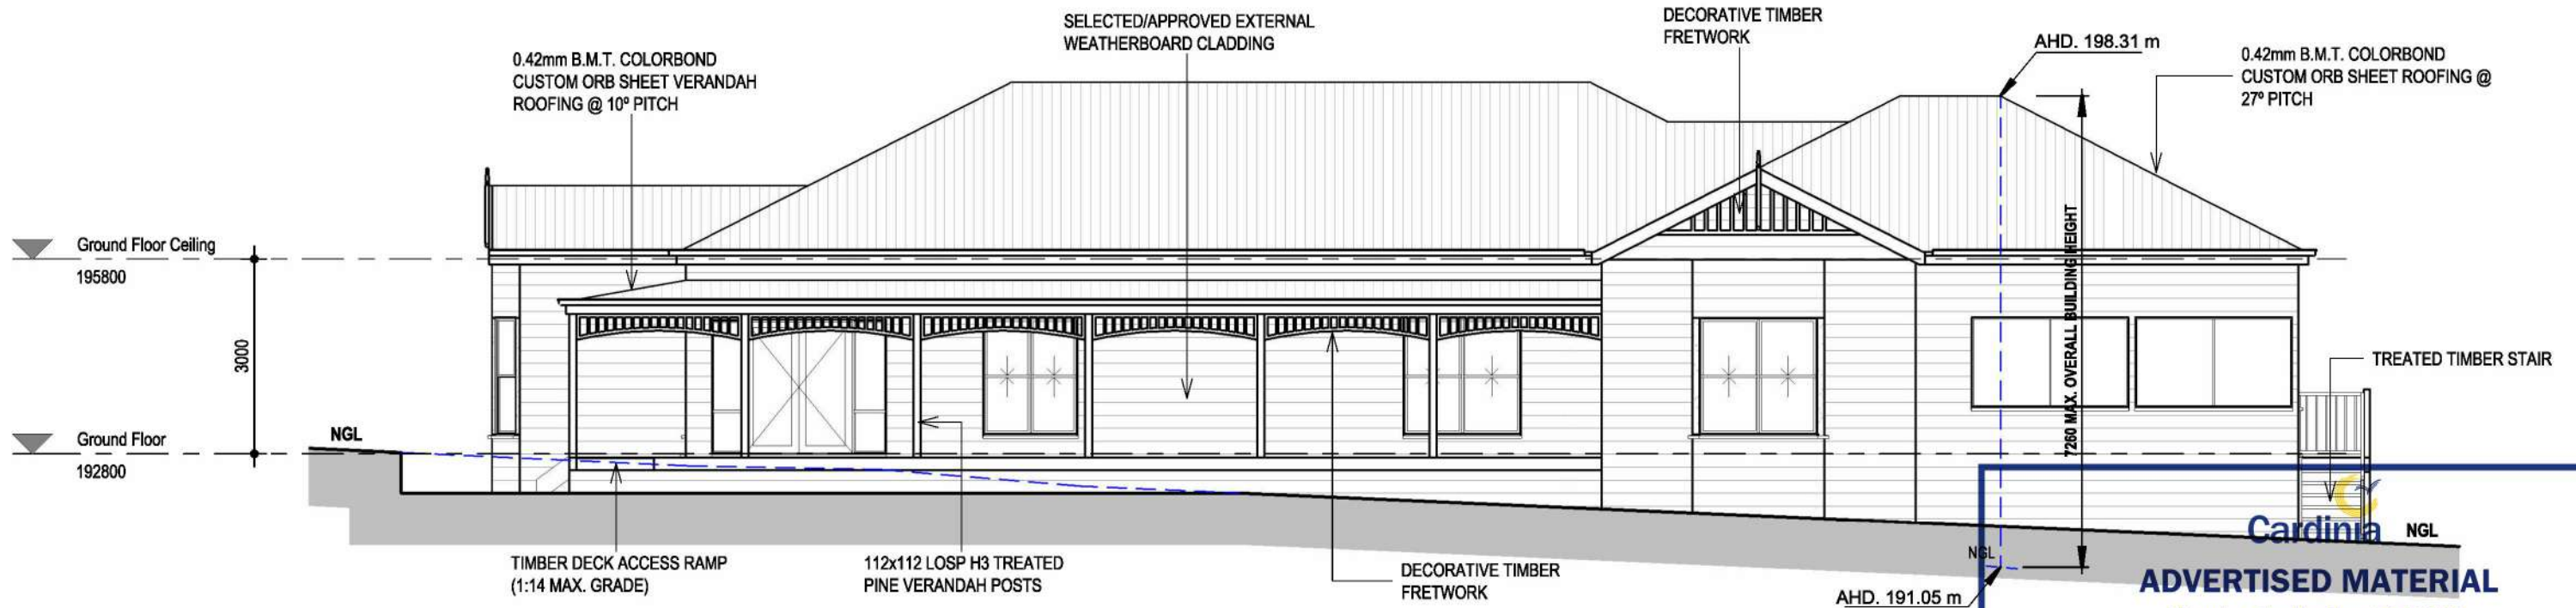 SELECTED/APPROVED EXTERNAL
WEATHERBOARD CLADDING
DECORATIVE TIMBER
FRETWORK
AHD. 198.31 m
0.42mm B.M.T. COLORBOND
CUSTOM ORB SHEET VERANDAH
ROOFING @ 10º PITCH
0.42mm B.M.T. COLORBOND
CUSTOM ORB SHEET ROOFING @
27º PITCH
Ground Floor Ceiling
195800
3000
7260 MAX. OVERALL BUILDING HEIGHT
TREATED TIMBER STAIR
Ground Floor
192800
NGL
Cardinia
NGL
NGL
TIMBER DECK ACCESS RAMP
(1:14 MAX. GRADE)
112x112 LOSP H3 TREATED
PINE VERANDAH POSTS
DECORATIVE TIMBER
FRETWORK
AHD. 191.05 m
ADVERTISED MATERIAL